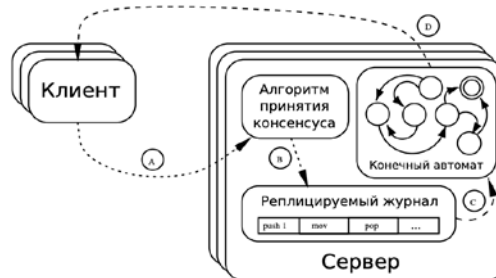 D
Клиент
Алгоритм
принятия
консенсуса
A
B
Конечный автомат
C
Реплицируемый журнал
push 1 mov pop ...
Сервер